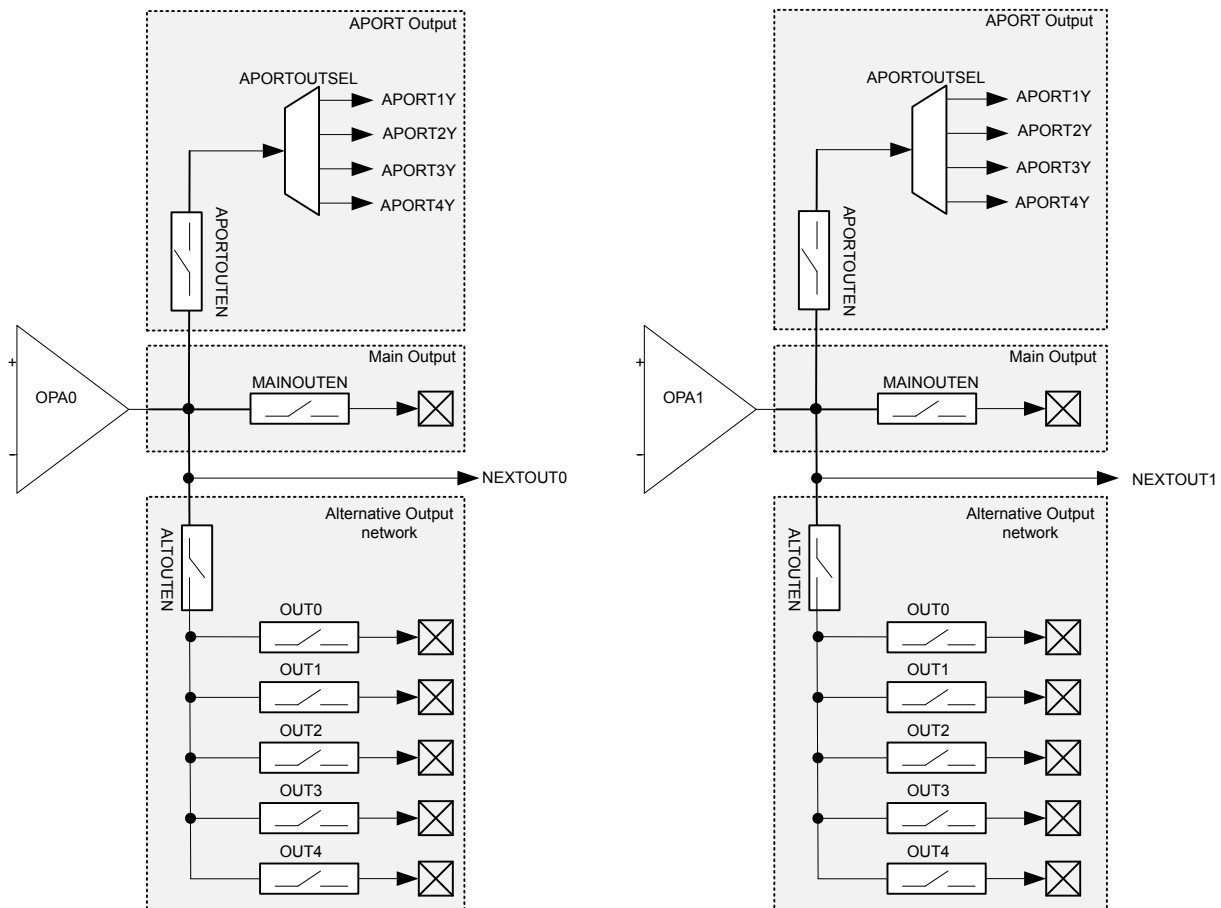 APORT Output
APORTOUTSEL
APORT1Y
APORT2Y
APORT3Y
APORT4Y
APORTOUTEN
Main Output
MAINOUTEN
+
OPA0
–
NEXTOUT0
Alternative Output
network
ALTOUTEN
OUT0
OUT1
OUT2
OUT3
OUT4
APORT Output
APORTOUTSEL
APORT1Y
APORT2Y
APORT3Y
APORT4Y
APORTOUTEN
Main Output
MAINOUTEN
+
OPA1
–
NEXTOUT1
Alternative Output
network
ALTOUTEN
OUT0
OUT1
OUT2
OUT3
OUT4